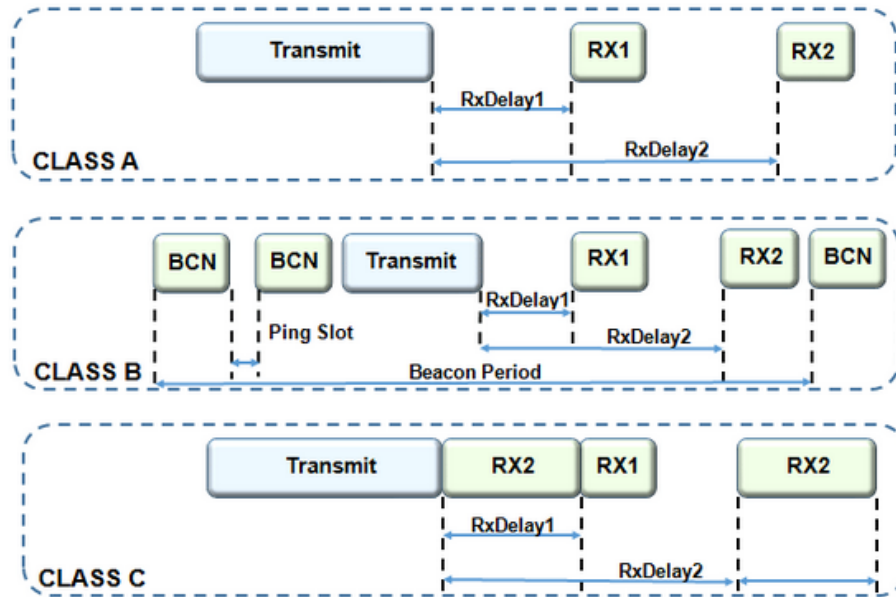 Transmit
RX1
RX2
RxDelay1
RxDelay2
CLASS A
BCN
BCN
Transmit
RX1
RX2
BCN
RxDelay1
Ping Slot
RxDelay2
CLASS B
Beacon Period
Transmit
RX2
RX1
RX2
RxDelay1
RxDelay2
CLASS C